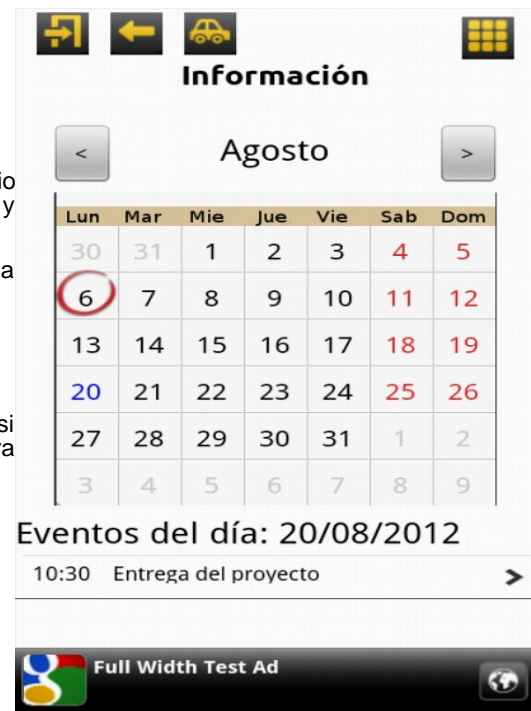 Información
< Agosto >
io
y
Lun Mar Mie Jue Vie Sab Dom
30 31 1 2 3 4 5
a
6 7 8 9 10 11 12
13 14 15 16 17 18 19
20 21 22 23 24 25 26
si
27 28 29 30 31 1 2
ra
3 4 5 6 7 8 9
Eventos del día: 20/08/2012
10:30 Entrega del proyecto >
Full Width Test Ad